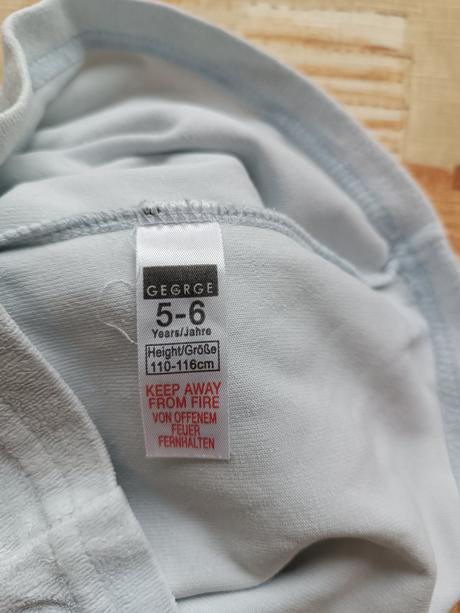 GEORGE
5-6
Years/Jahre
Height/Größe
110-116cm
KEEP AWAY
FROM FIRE
VON OFFENEM
FEUER
FERNHALTEN